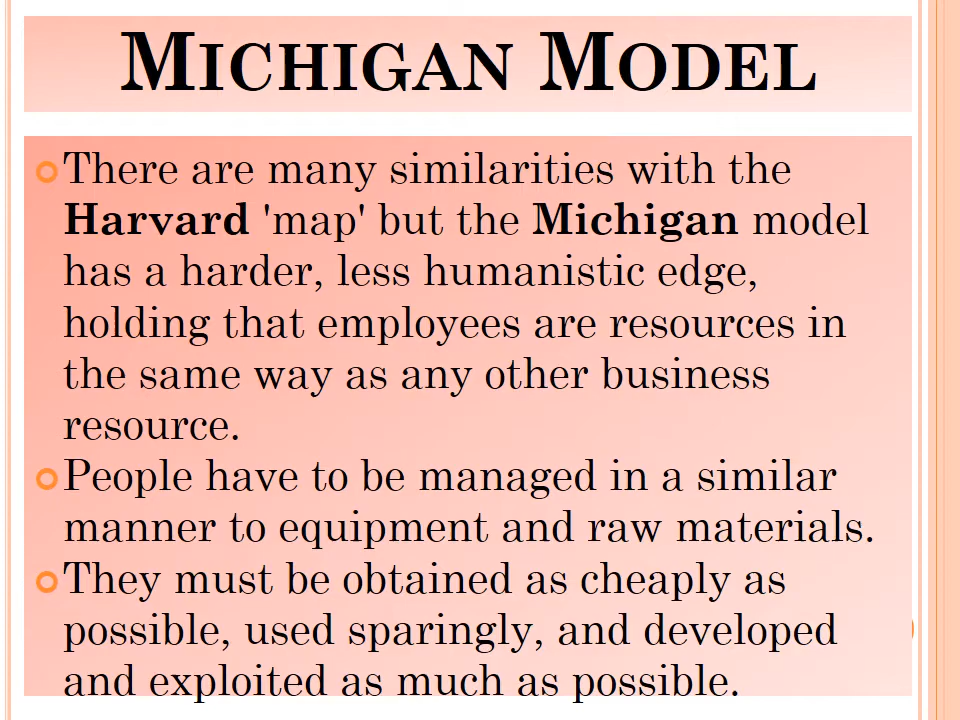 MICHIGAN MODEL
There are many similarities with the
Harvard 'map' but the Michigan model
has a harder, less humanistic edge,
holding that employees are resources in
the same way as any other business
resource.
People have to be managed in a similar
manner to equipment and raw materials.
They must be obtained as cheaply as
possible, used sparingly, and developed
and exploited as much as possible.